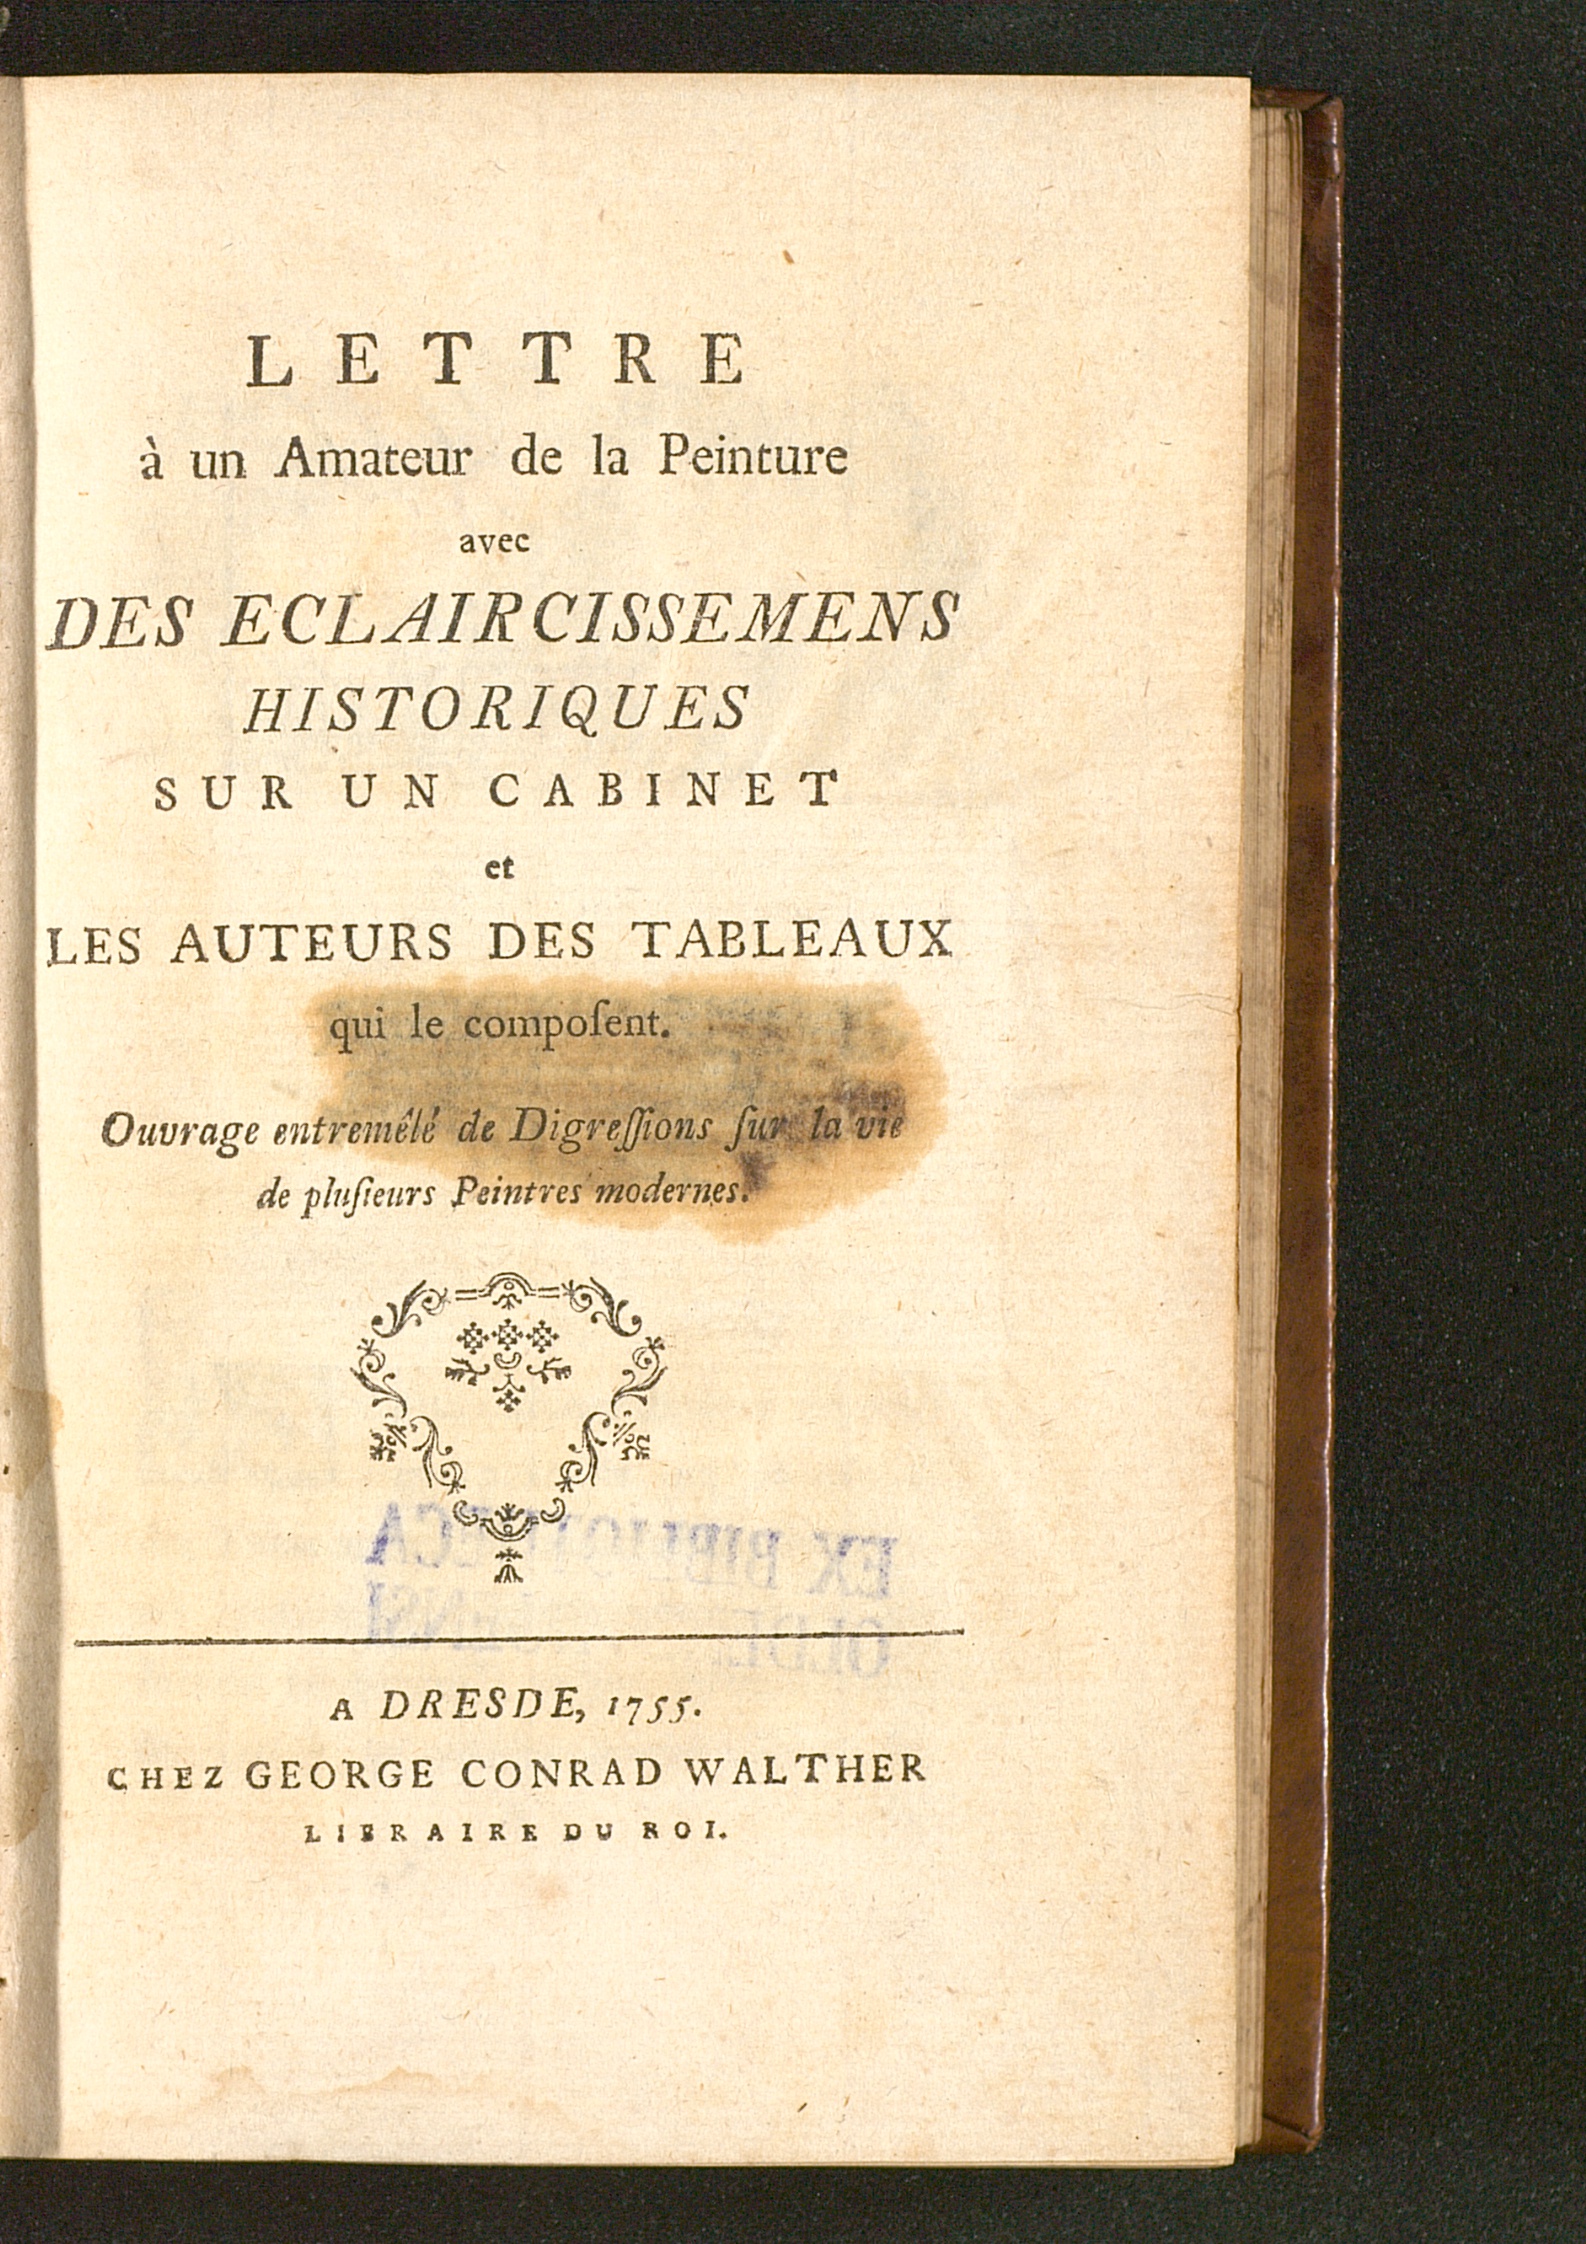 LETTRE
à un Amateur de la Peinture
avec
DES ECLAIRCISSEMENS
HISTORIQUES
SUR UN CABINET
et
LES AUTEURS DES TABLEAUX
qui le compoſent.
Ouvrage entremêlé de Digreſſions ſur la vie
de pluſieurs Peintres modernes.
A DRESDE, 1755.
CHEZ GEORGE CONRAD WALTHER
LIBRAIRE DU ROI.